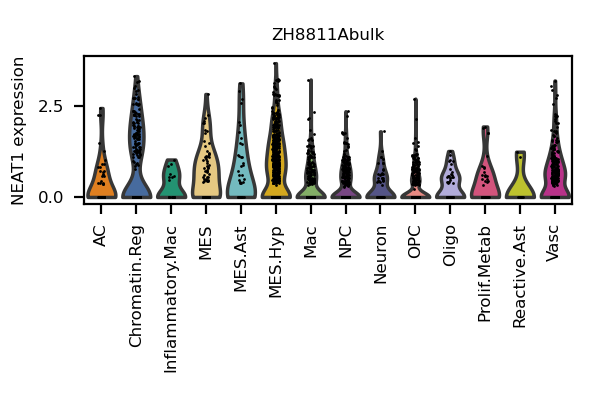 ZH8811Abulk
NEAT1 expression
2.5
0.0
AC
Chromatin.Reg
Inflammatory.Mac
MES
MES.Ast
MES.Hyp
Mac
NPC
Neuron
OPC
Oligo
Prolif.Metab
Reactive.Ast
Vasc